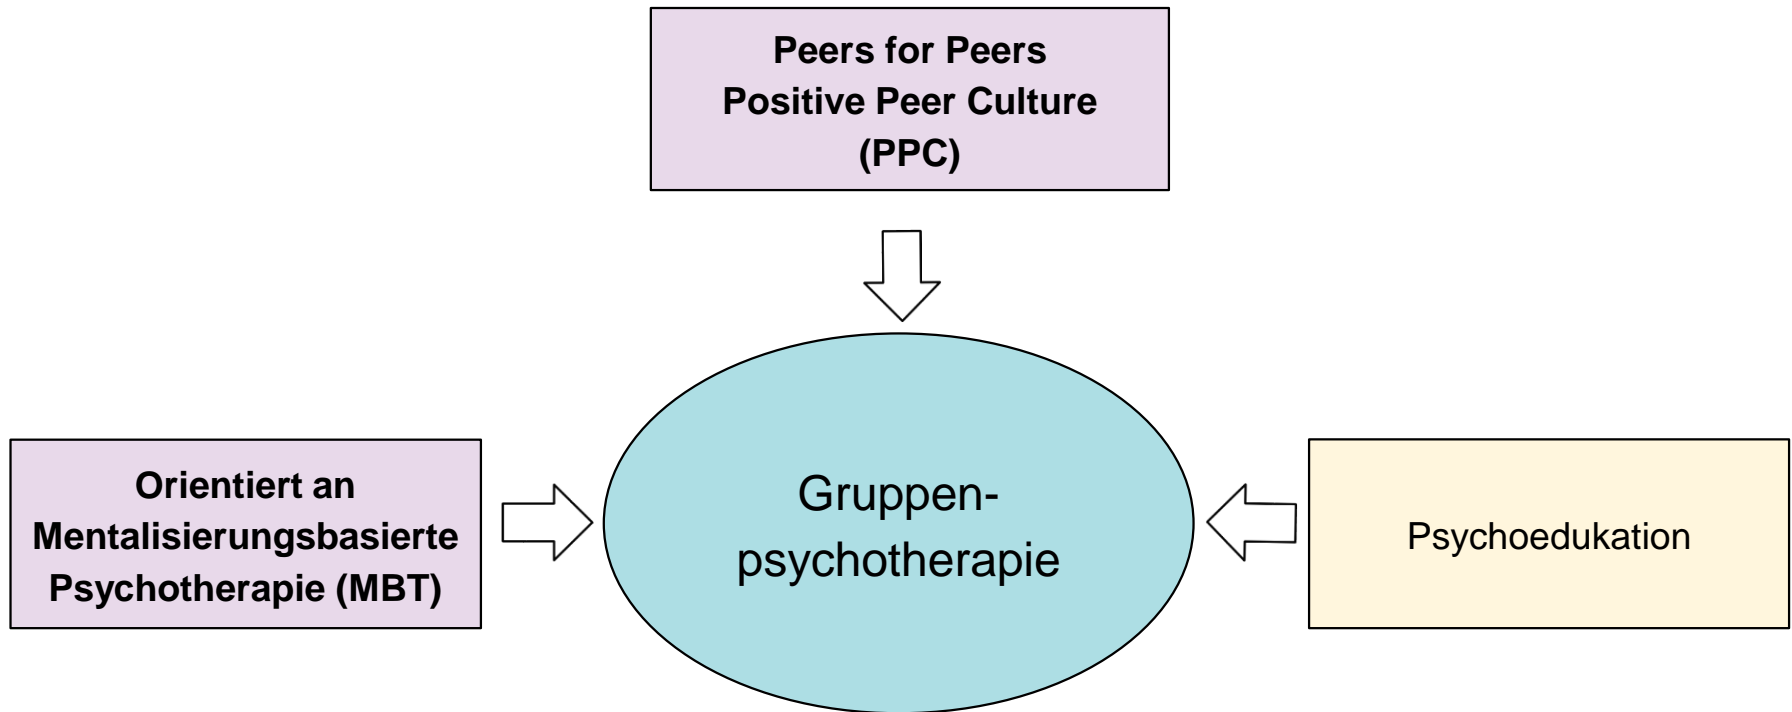 Peers for Peers
Positive Peer Culture
(PPC)
Orientiert an
Mentalisierungsbasierte
Psychotherapie (MBT)
Gruppen-
psychotherapie
Psychoedukation